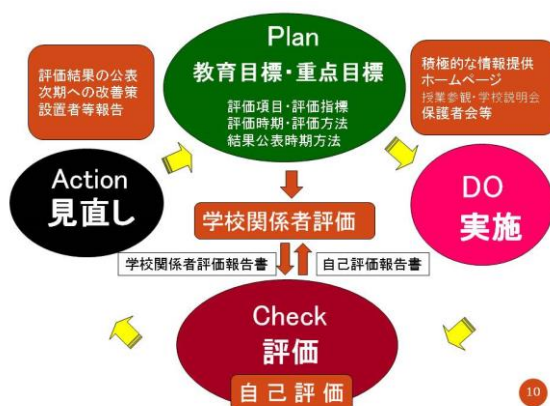 Plan
教育目標・重点目標
評価項目・評価指標
評価時期・評価方法
結果公表時期方法
評価結果の公表
次期への改善策
設置者等報告
積極的な情報提供
ホームページ
授業参観・学校説明会
保護者会等
Action
見直し
DO
実施
学校関係者評価
学校関係者評価報告書
自己評価報告書
Check
評価
自己評価
10